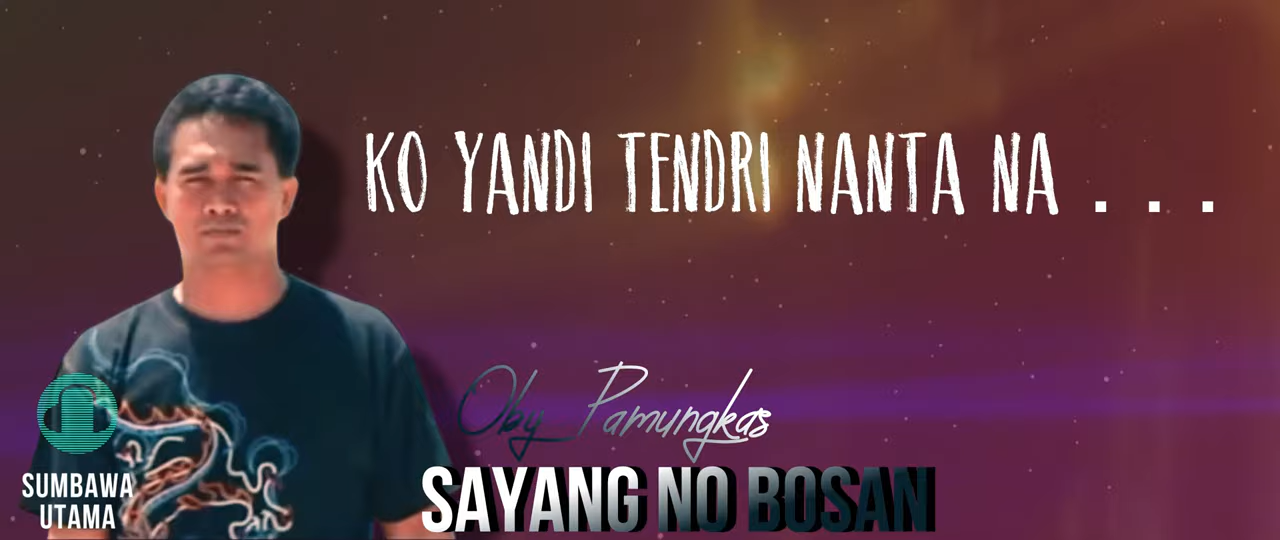 KO YANDI TENDRI NANTA NA . . .
Oby Pamungkas
SAYANG NO BOSAN
SUMBAWA
UTAMA